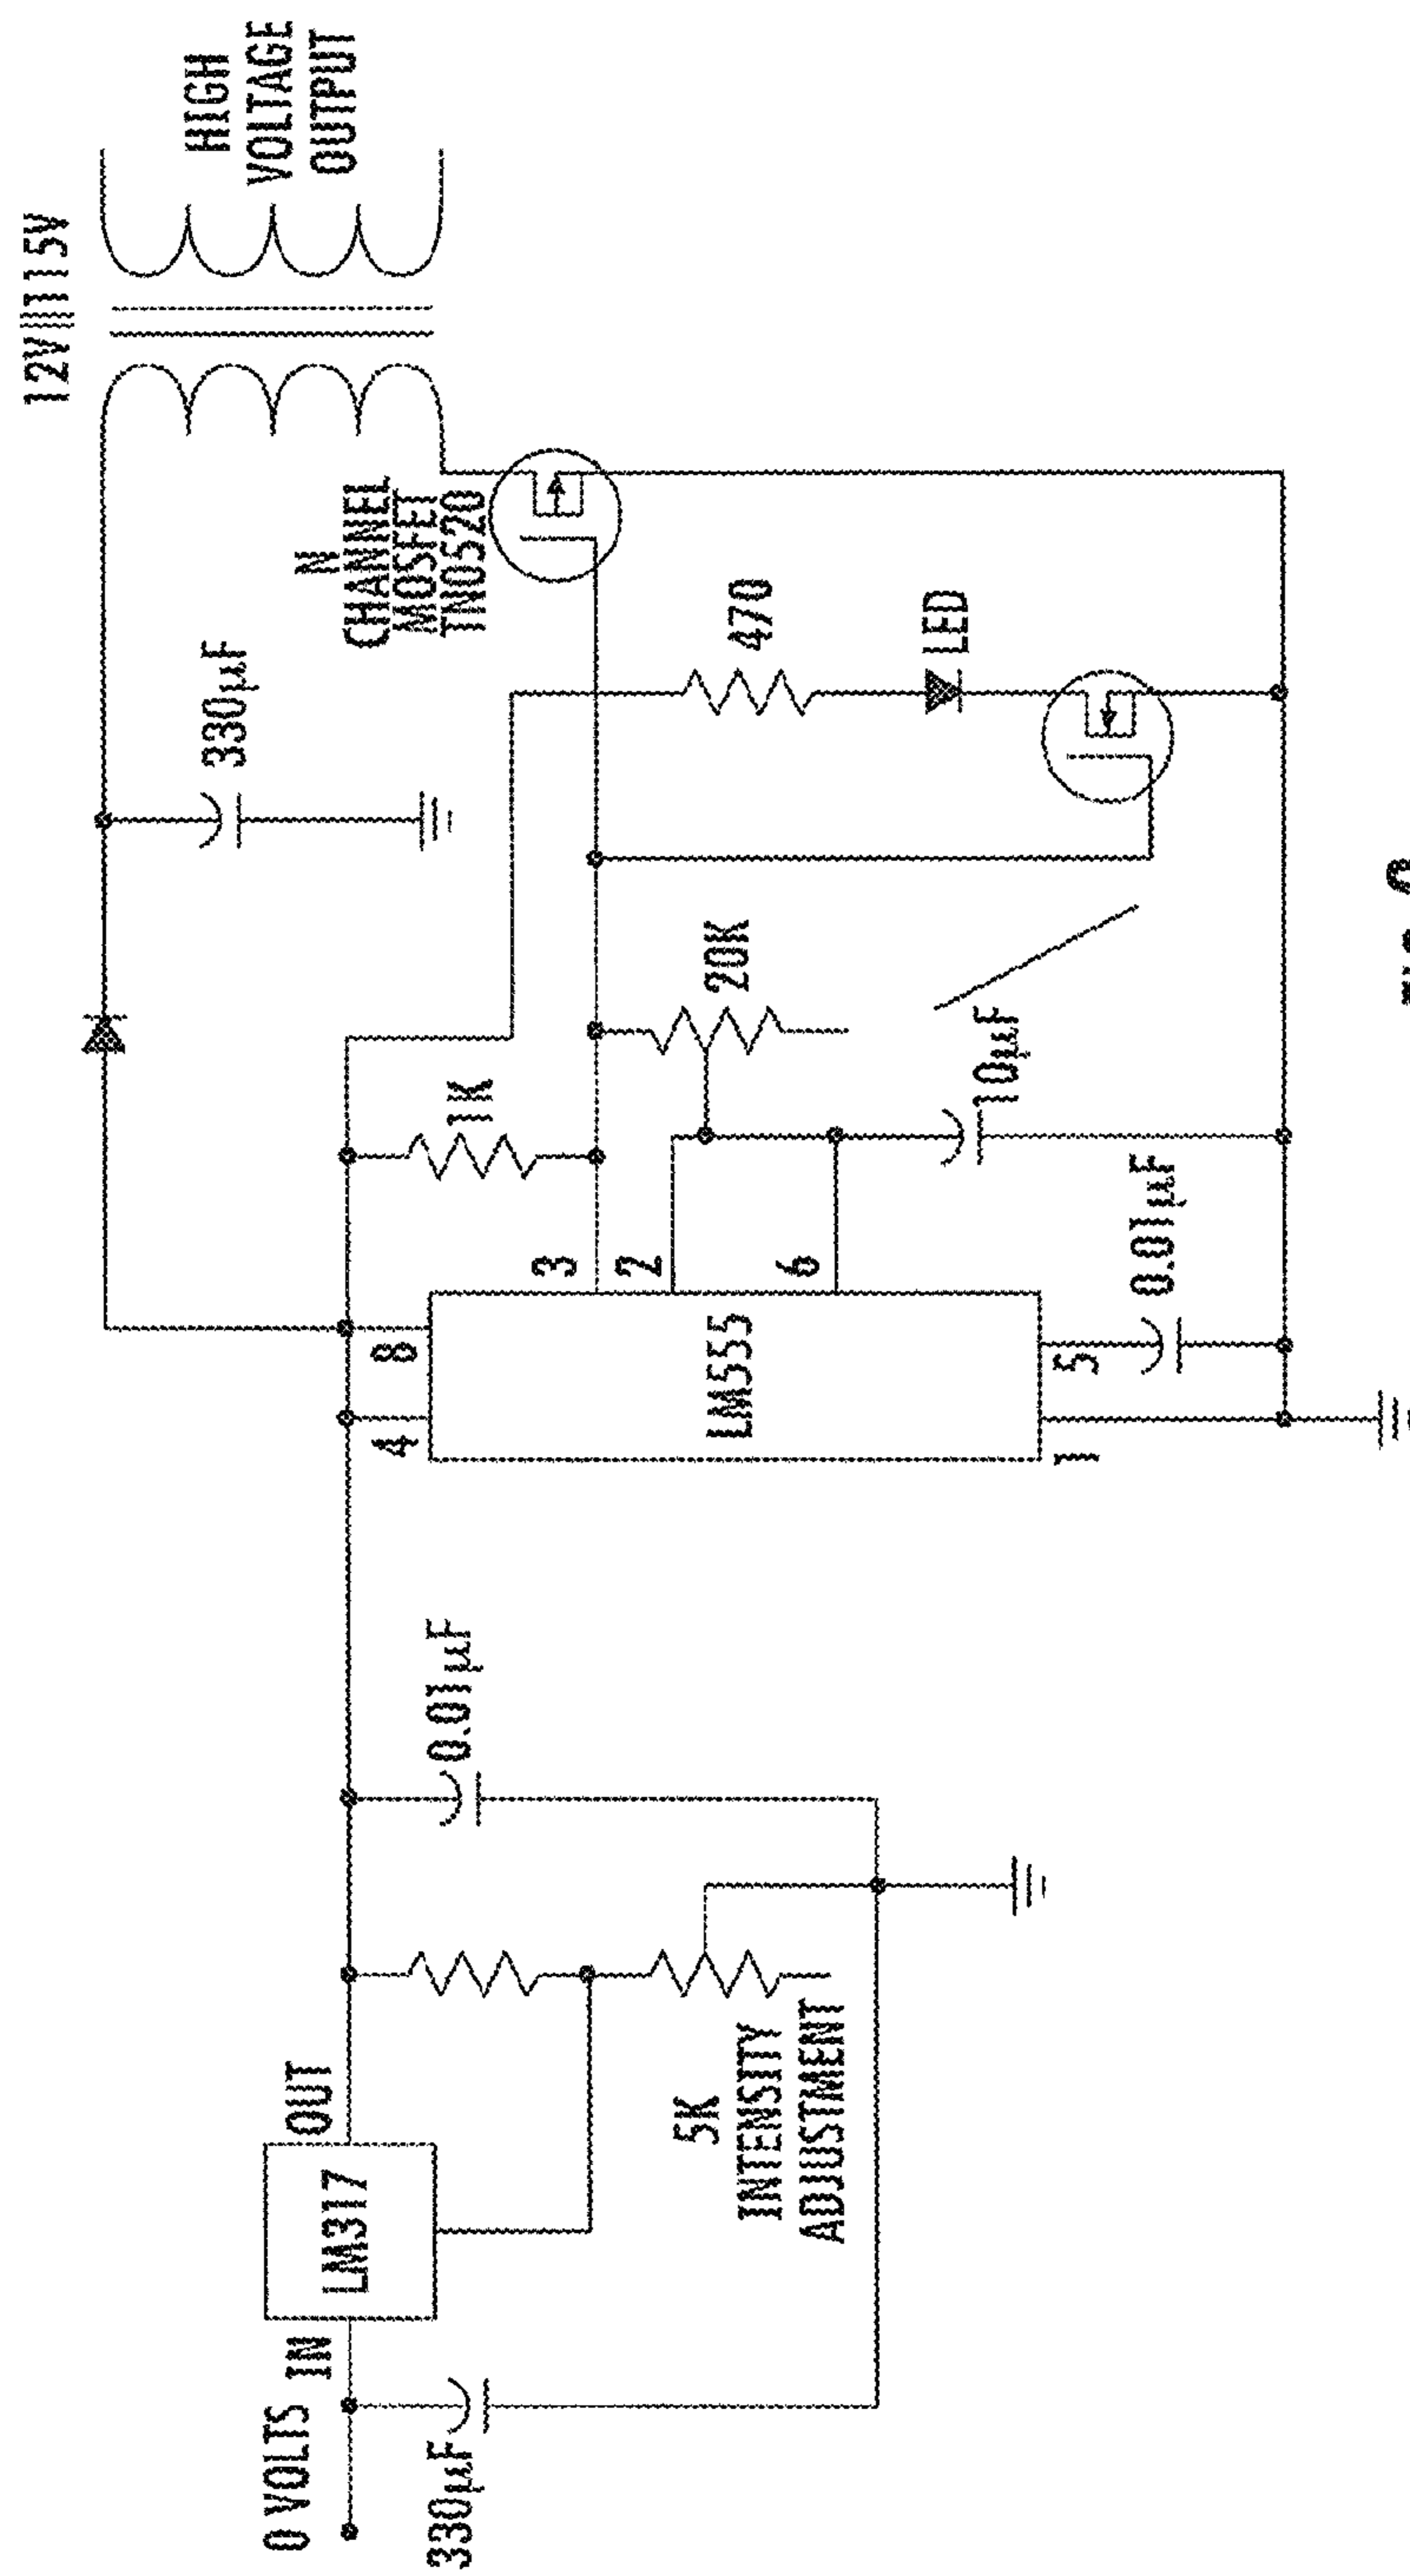 0 VOLTS
IN
LM317
OUT
330µF
5K
INTENSITY
ADJUSTMENT
0.01µF
4
8
LM555
3
2
6
1
5
0.01µF
1K
20K
10µF
330µF
N
CHANNEL
MOSFET
TN0520
470
LED
12V|||115V
HIGH
VOLTAGE
OUTPUT